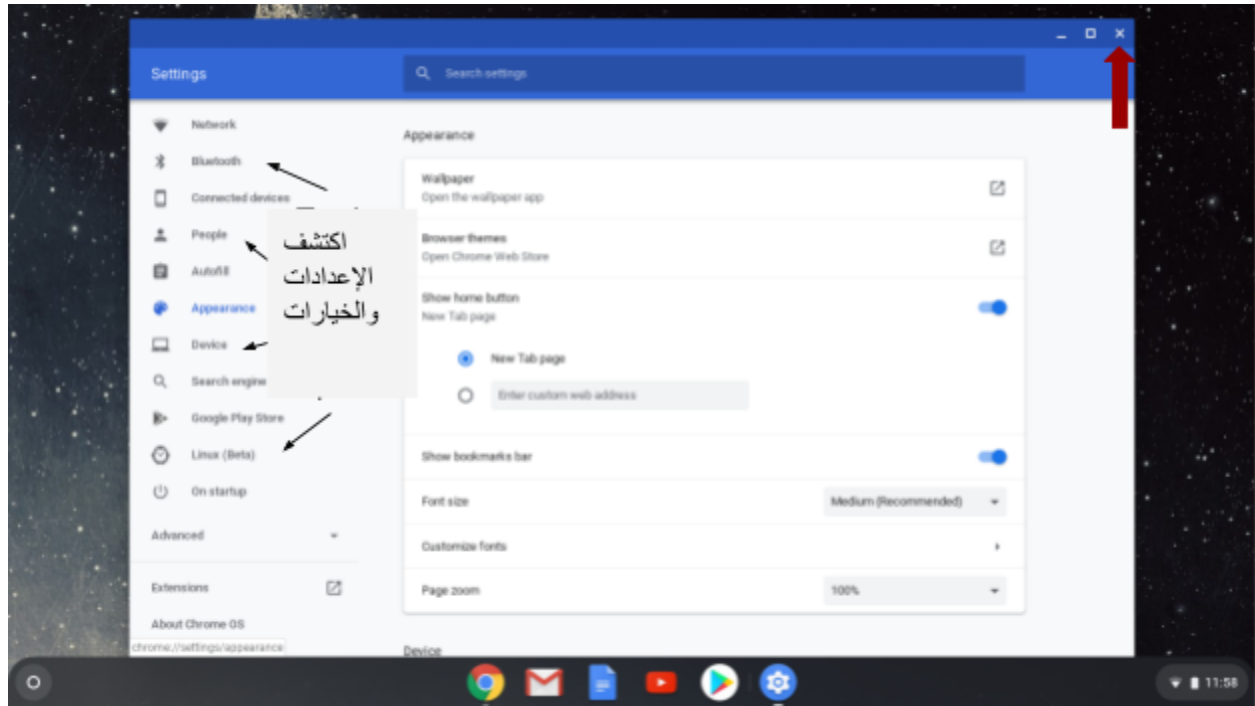 Settings
Search settings
Network
Bluetooth
Connected devices
People
Autofill
Appearance
Device
Search engine
Google Play Store
Linux (Beta)
On startup
Advanced
Extensions
About Chrome OS
chrome://settings/appearance
اكتشف
الإعدادات
والخيارات
Appearance
Wallpaper
Open the wallpaper app
Browser themes
Open Chrome Web Store
Show home button
New Tab page
New Tab page
Enter custom web address
Show bookmarks bar
Font size
Medium (Recommended)
Customize fonts
Page zoom
100%
Device
11:58